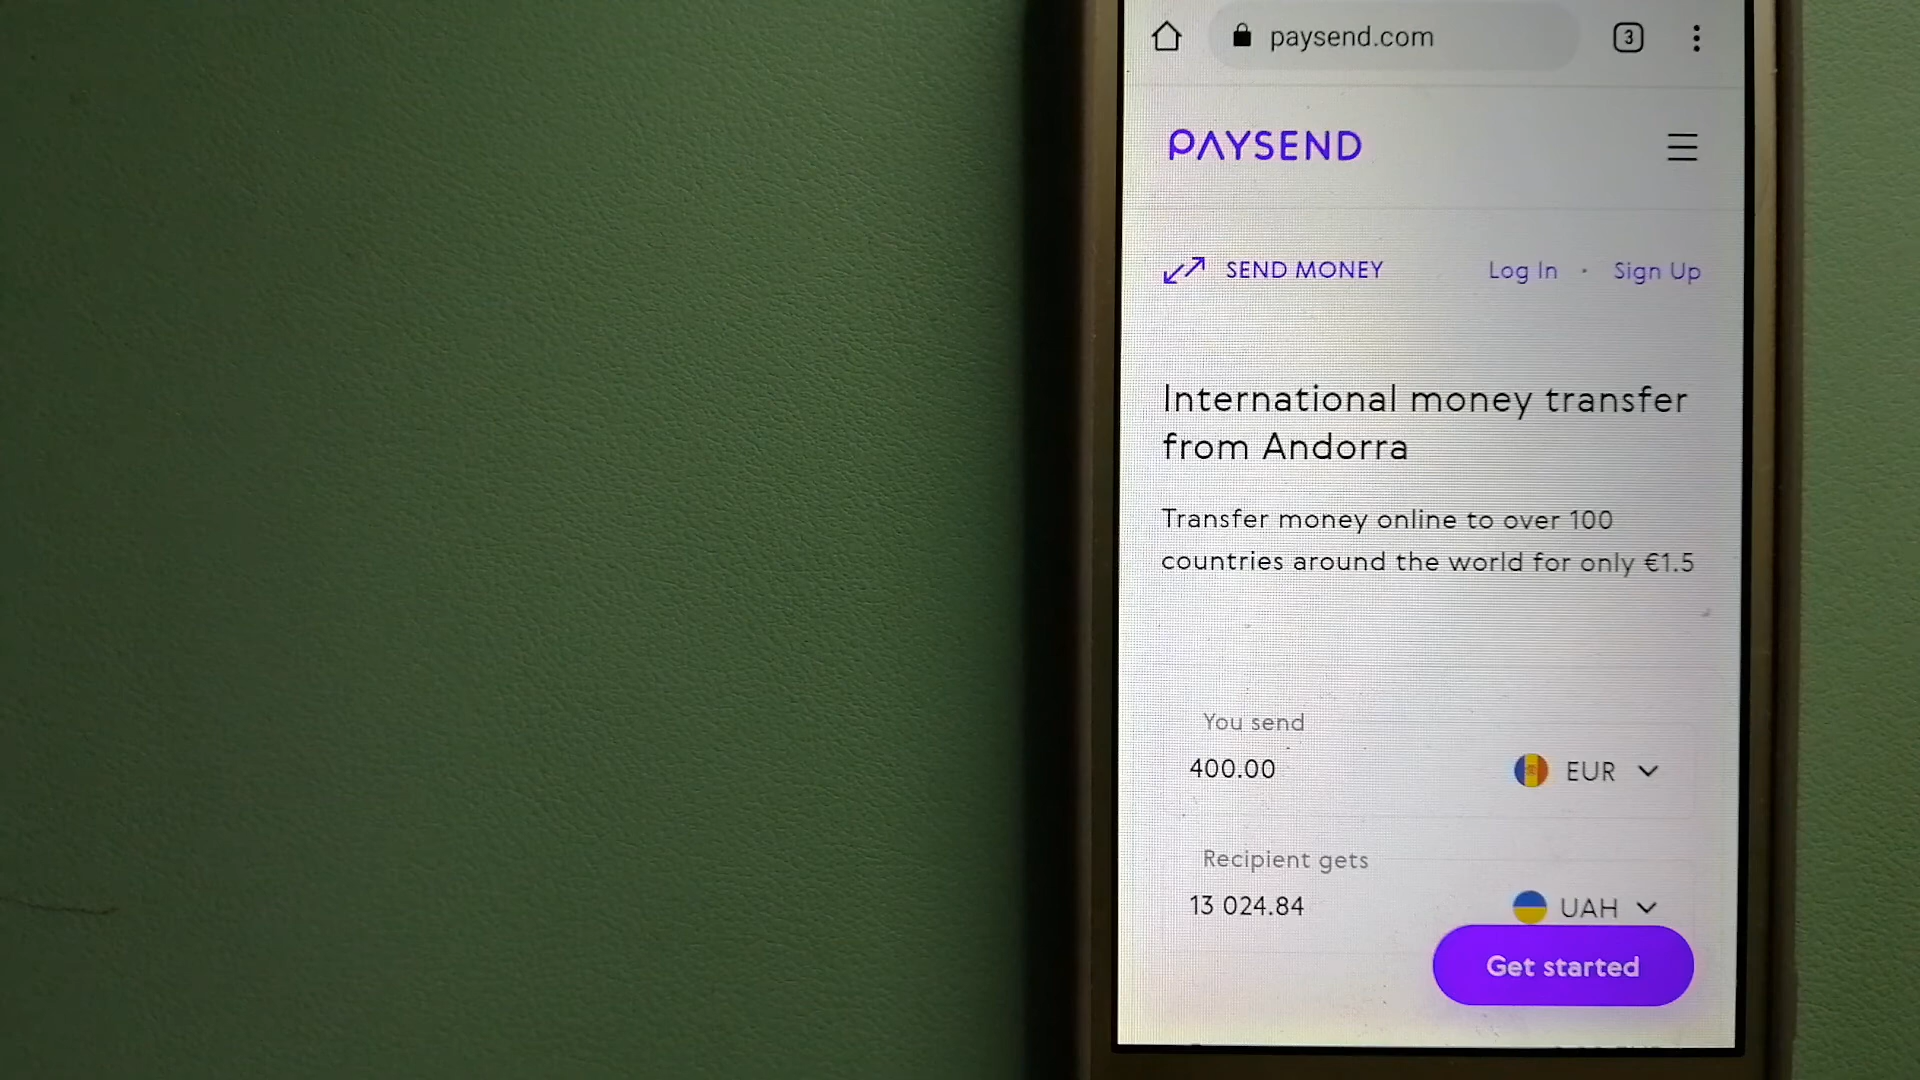 paysend.com 3
PAYSEND
SEND MONEY Log In · Sign Up
International money transfer
from Andorra
Transfer money online to over 100
countries around the world for only €1.5
You send
400.00 EUR
Recipient gets
13 024.84 UAH
Get started